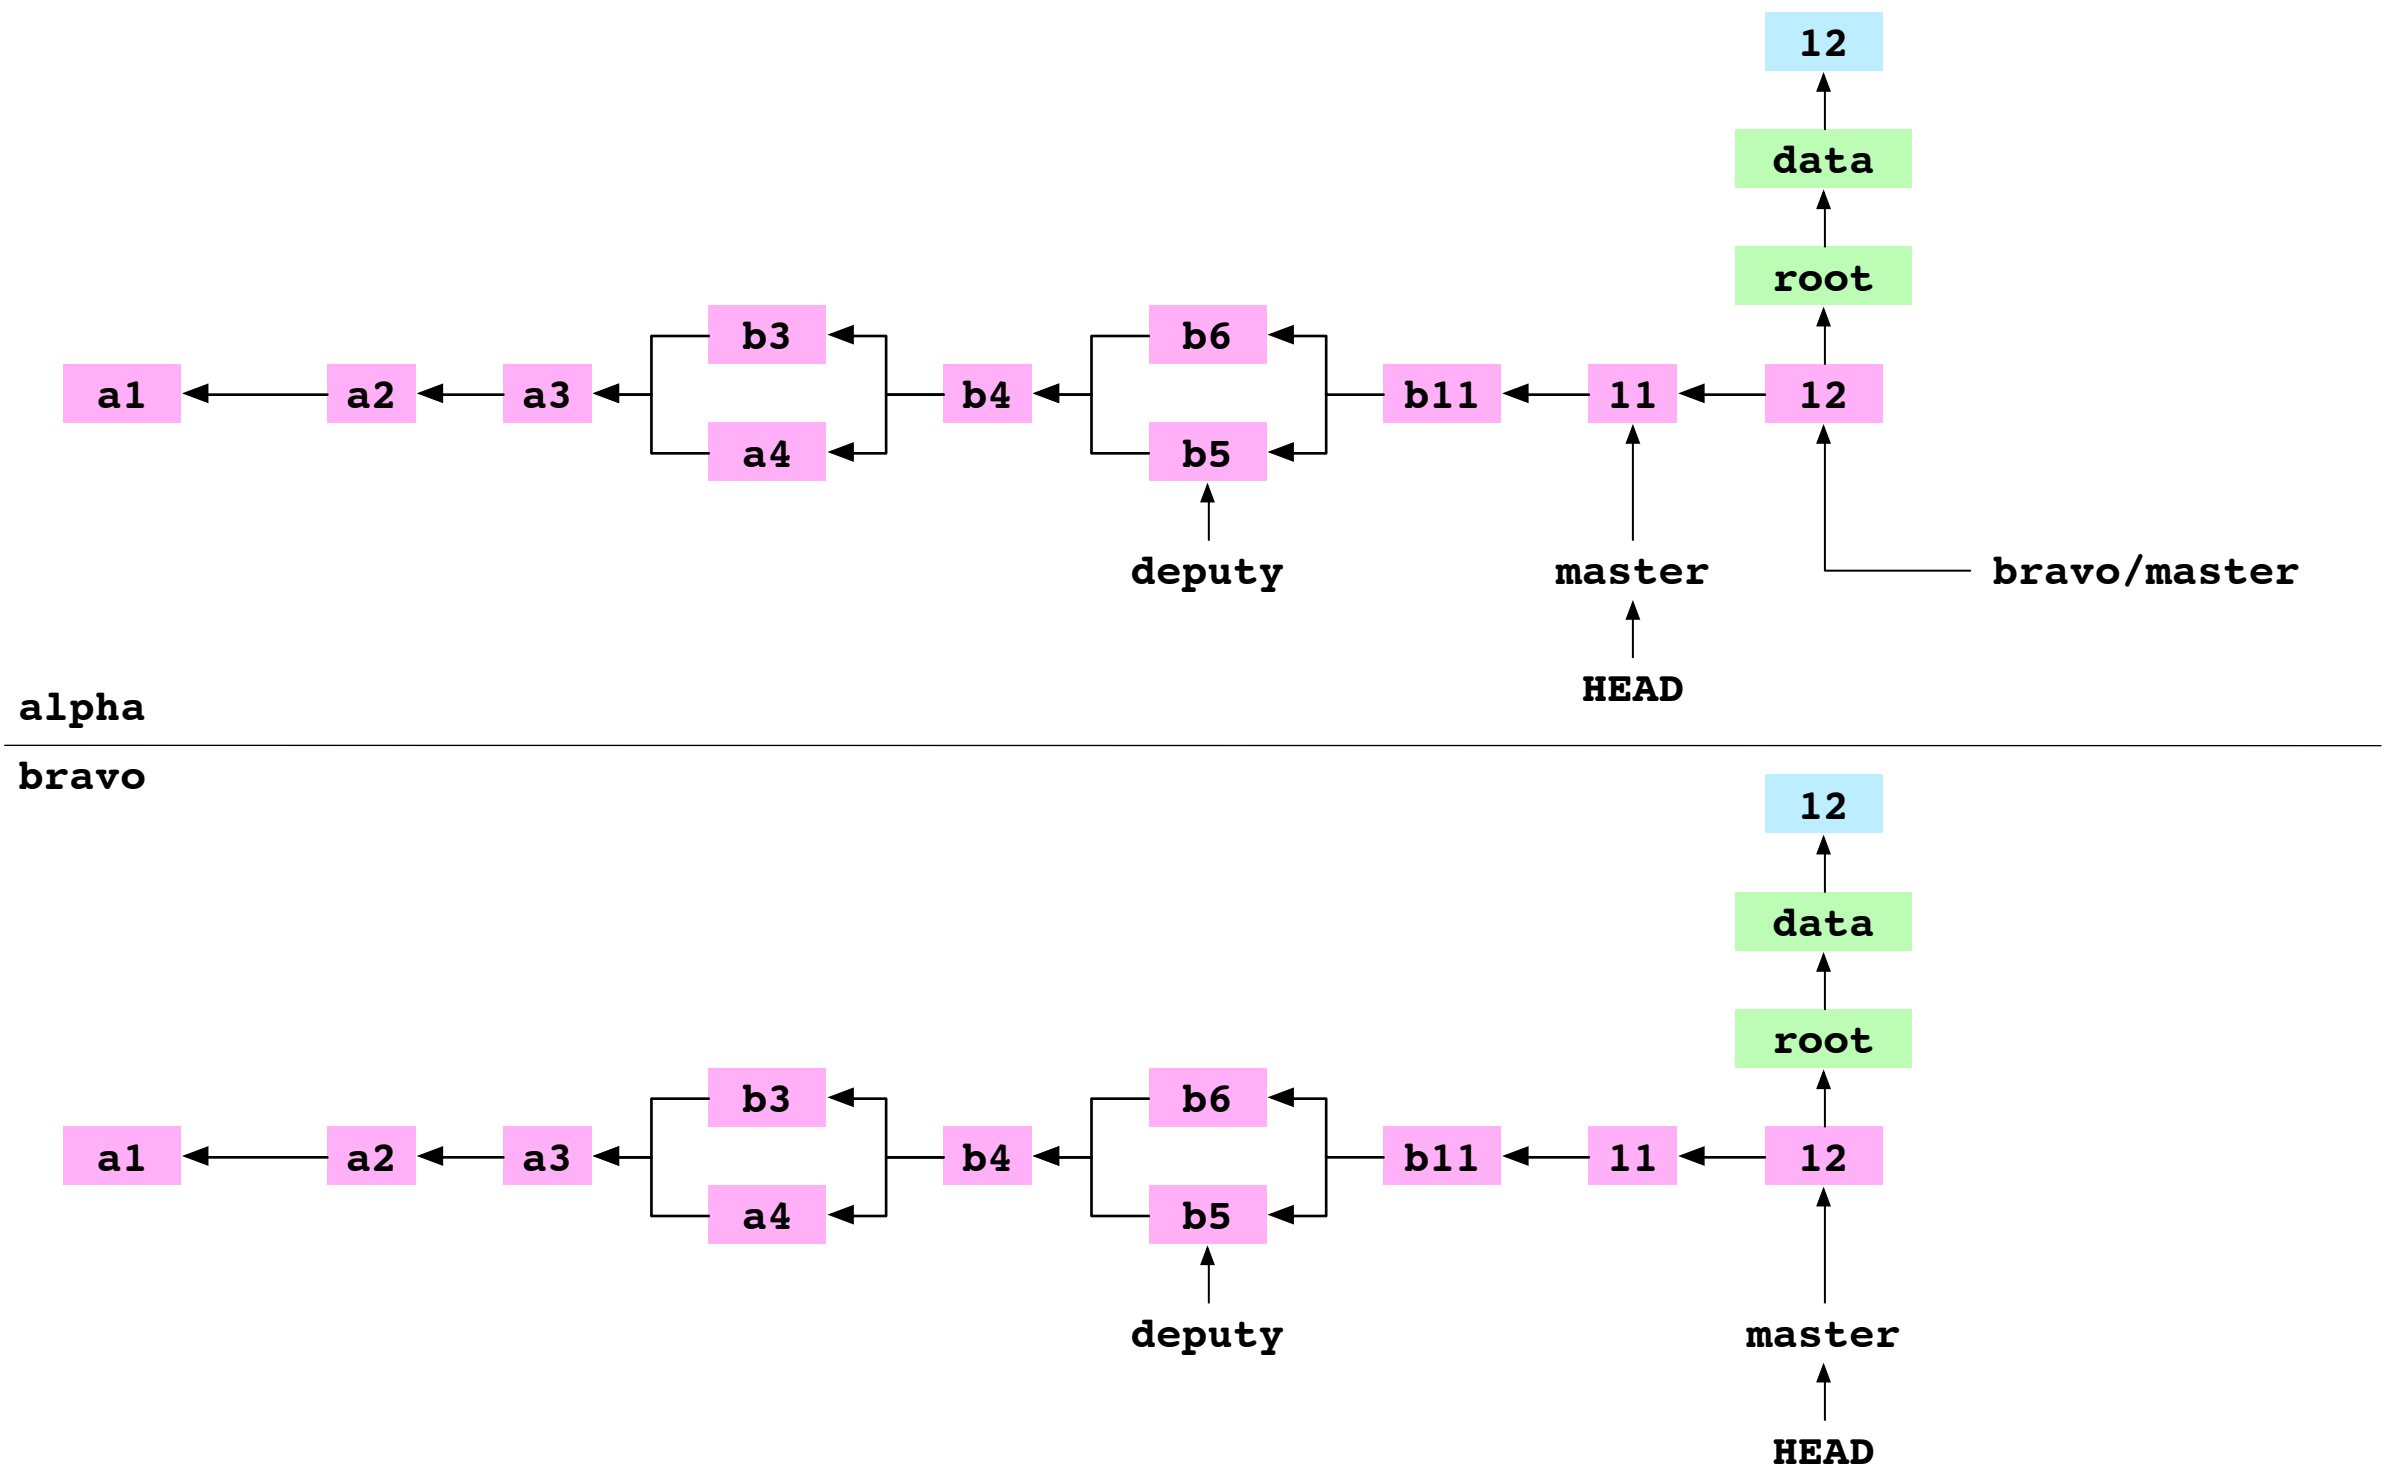 12
data
root
b3 b6
a1 a2 a3 b4 b11 11 12
a4 b5
deputy master bravo/master
HEAD
alpha
bravo
12
data
root
b3 b6
a1 a2 a3 b4 b11 11 12
a4 b5
deputy master
HEAD